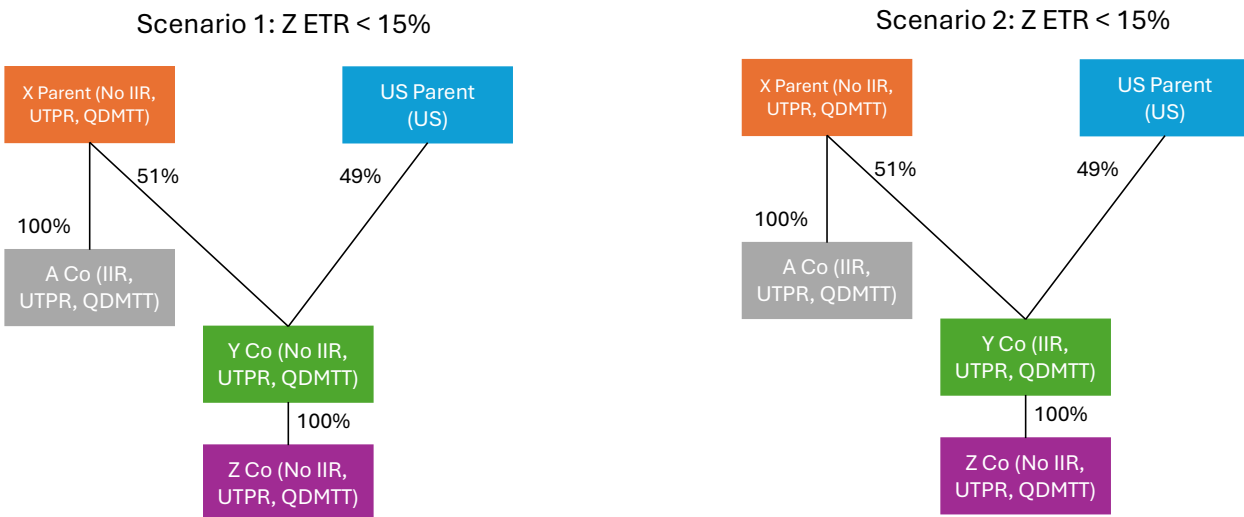 Scenario 1: Z ETR < 15%
X Parent (No IIR,
UTPR, QDMTT)
US Parent
(US)
51%
49%
100%
A Co (IIR,
UTPR, QDMTT)
Y Co (No IIR,
UTPR, QDMTT)
100%
Z Co (No IIR,
UTPR, QDMTT)
Scenario 2: Z ETR < 15%
X Parent (No IIR,
UTPR, QDMTT)
US Parent
(US)
51%
49%
100%
A Co (IIR,
UTPR, QDMTT)
Y Co (IIR,
UTPR, QDMTT)
100%
Z Co (No IIR,
UTPR, QDMTT)